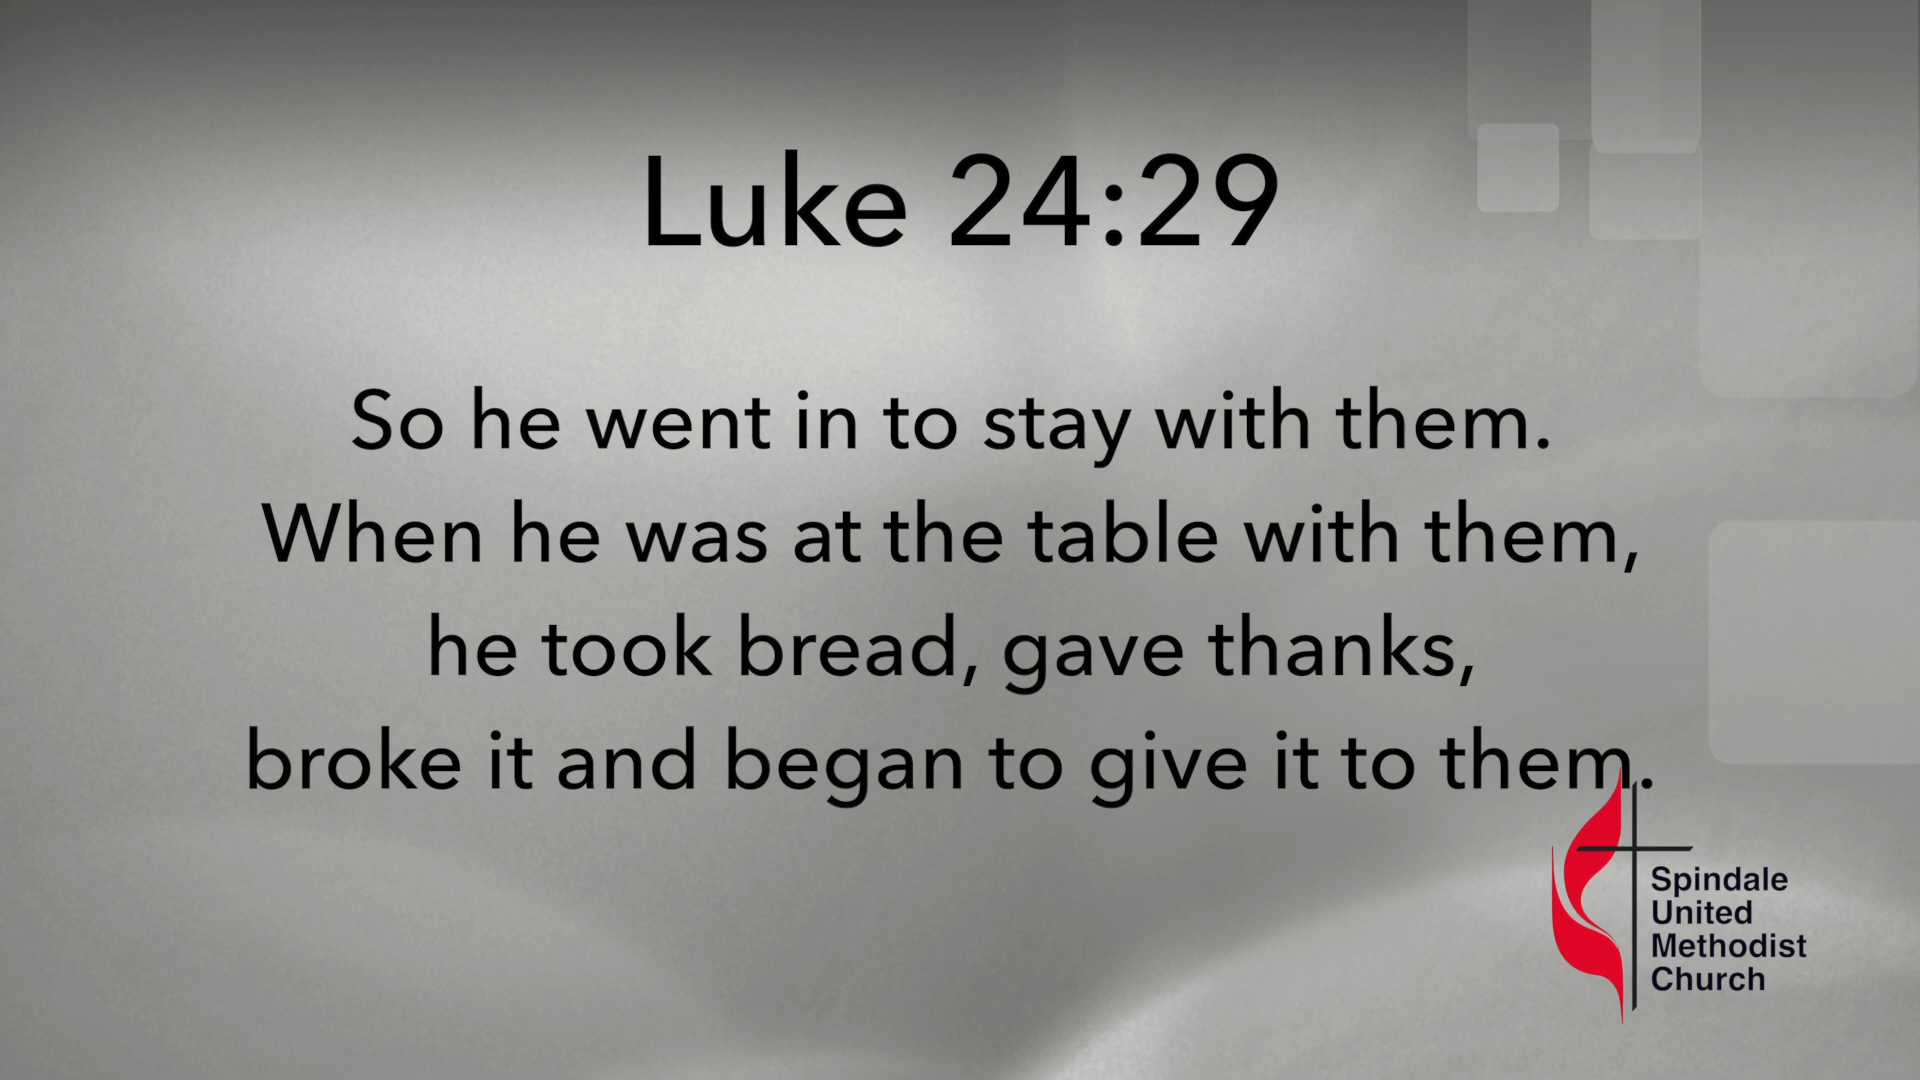 Luke 24:29
So he went in to stay with them.
When he was at the table with them,
he took bread, gave thanks,
broke it and began to give it to them.
Spindale
United
Methodist
Church